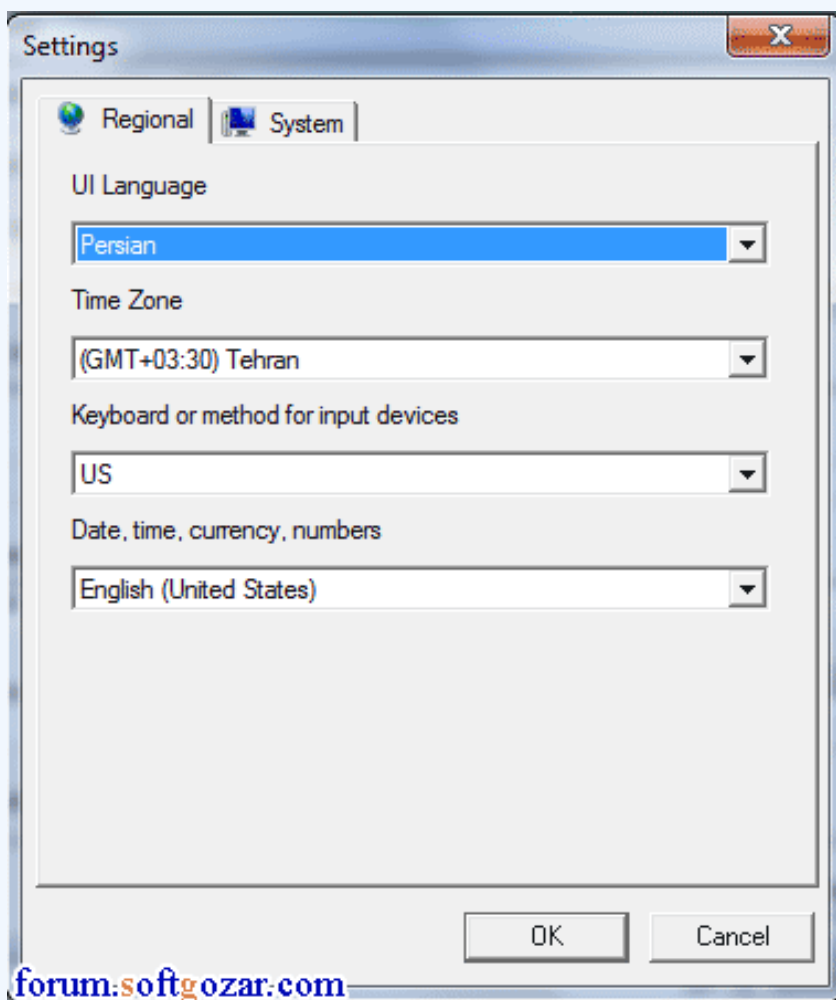 Settings
Regional System
UI Language
Persian
Time Zone
(GMT+03:30) Tehran
Keyboard or method for input devices
US
Date, time, currency, numbers
English (United States)
OK Cancel
forum.softgozar.com